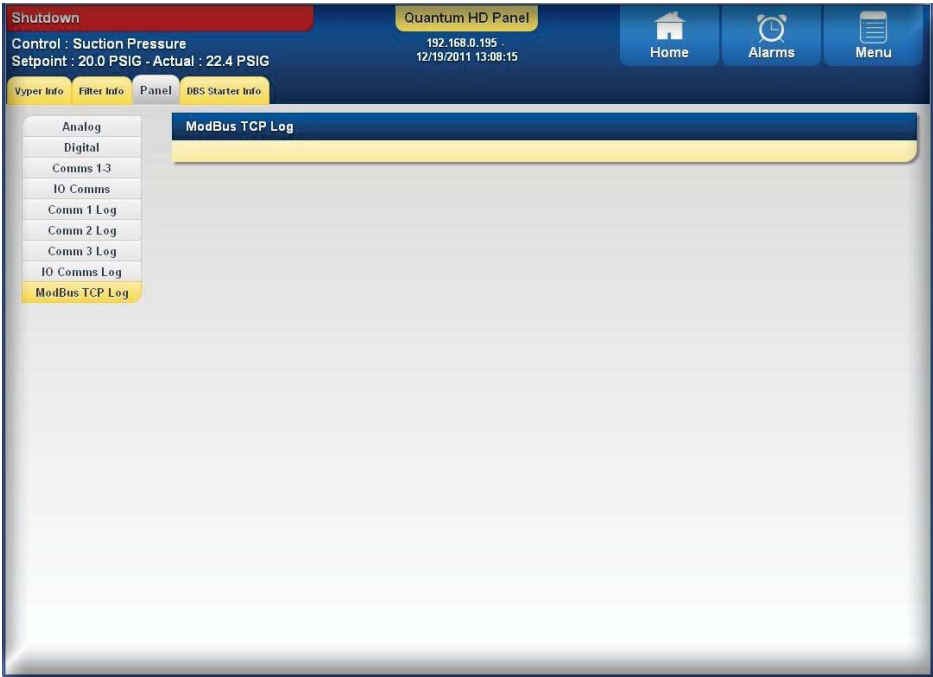 Shutdown
Quantum HD Panel
Control : Suction Pressure
Setpoint : 20.0 PSIG - Actual : 22.4 PSIG
192.168.0.195 -
12/19/2011 13:08:15
Home
Alarms
Menu
Vyper Info
Filter Info
Panel
DBS Starter Info
Analog
Digital
Comms 1-3
IO Comms
Comm 1 Log
Comm 2 Log
Comm 3 Log
IO Comms Log
ModBus TCP Log
ModBus TCP Log